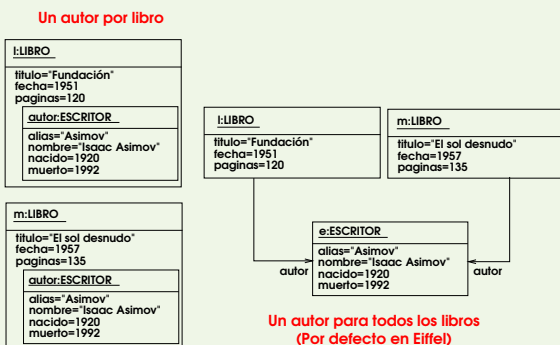 Un autor por libro
l:LIBRO
titulo="Fundación"
fecha=1951
paginas=120
autor:ESCRITOR
alias="Asimov"
nombre="Isaac Asimov"
nacido=1920
muerto=1992
m:LIBRO
titulo="El sol desnudo"
fecha=1957
paginas=135
autor:ESCRITOR
alias="Asimov"
nombre="Isaac Asimov"
nacido=1920
muerto=1992
l:LIBRO
titulo="Fundación"
fecha=1951
paginas=120
m:LIBRO
titulo="El sol desnudo"
fecha=1957
paginas=135
autor
e:ESCRITOR
alias="Asimov"
nombre="Isaac Asimov"
nacido=1920
muerto=1992
autor
Un autor para todos los libros
(Por defecto en Eiffel)